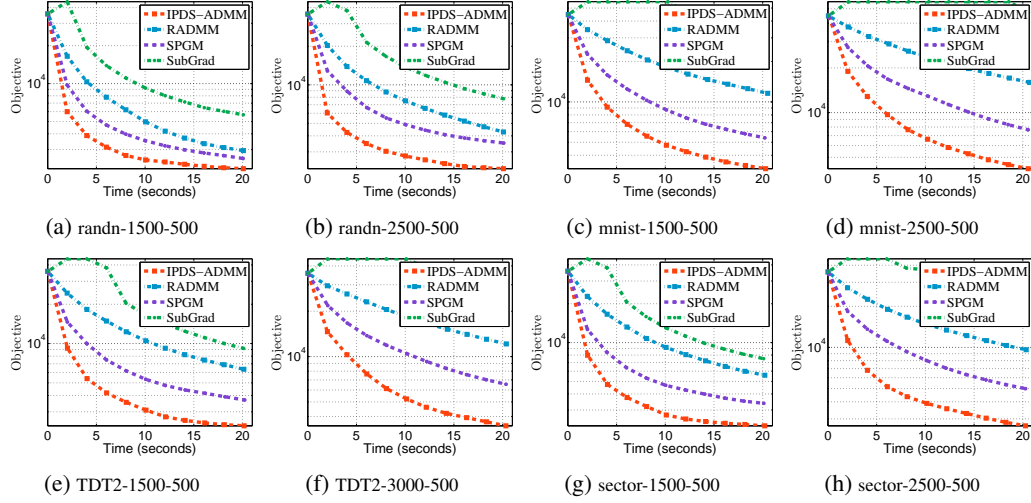 IPDS−ADMM
RADMM
SPGM
SubGrad
Objective
10^4
0 5 10 15 20
Time (seconds)
(a) randn-1500-500
IPDS−ADMM
RADMM
SPGM
SubGrad
Objective
10^4
0 5 10 15 20
Time (seconds)
(b) randn-2500-500
IPDS−ADMM
RADMM
SPGM
SubGrad
Objective
10^4
0 5 10 15 20
Time (seconds)
(c) mnist-1500-500
IPDS−ADMM
RADMM
SPGM
SubGrad
Objective
10^4
0 5 10 15 20
Time (seconds)
(d) mnist-2500-500
IPDS−ADMM
RADMM
SPGM
SubGrad
Objective
10^4
0 5 10 15 20
Time (seconds)
(e) TDT2-1500-500
IPDS−ADMM
RADMM
SPGM
SubGrad
Objective
10^4
0 5 10 15 20
Time (seconds)
(f) TDT2-3000-500
IPDS−ADMM
RADMM
SPGM
SubGrad
Objective
10^4
0 5 10 15 20
Time (seconds)
(g) sector-1500-500
IPDS−ADMM
RADMM
SPGM
SubGrad
Objective
10^4
0 5 10 15 20
Time (seconds)
(h) sector-2500-500